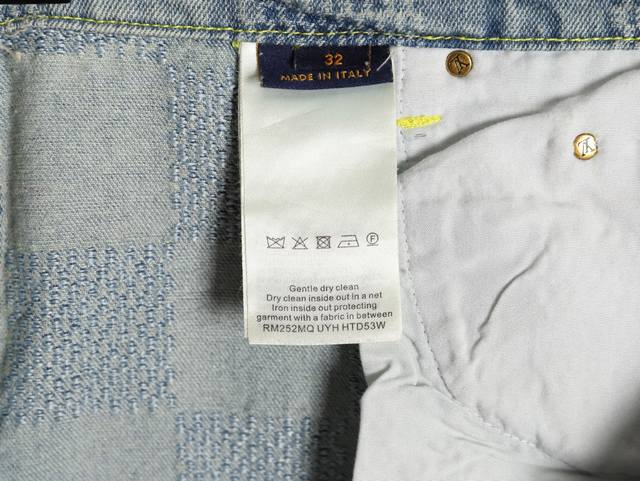 32
MADE IN ITALY
F
Gentle dry clean
Dry clean inside out in a net
Iron inside out protecting
garment with a fabric in between
RM252MQ UYH HTD53W